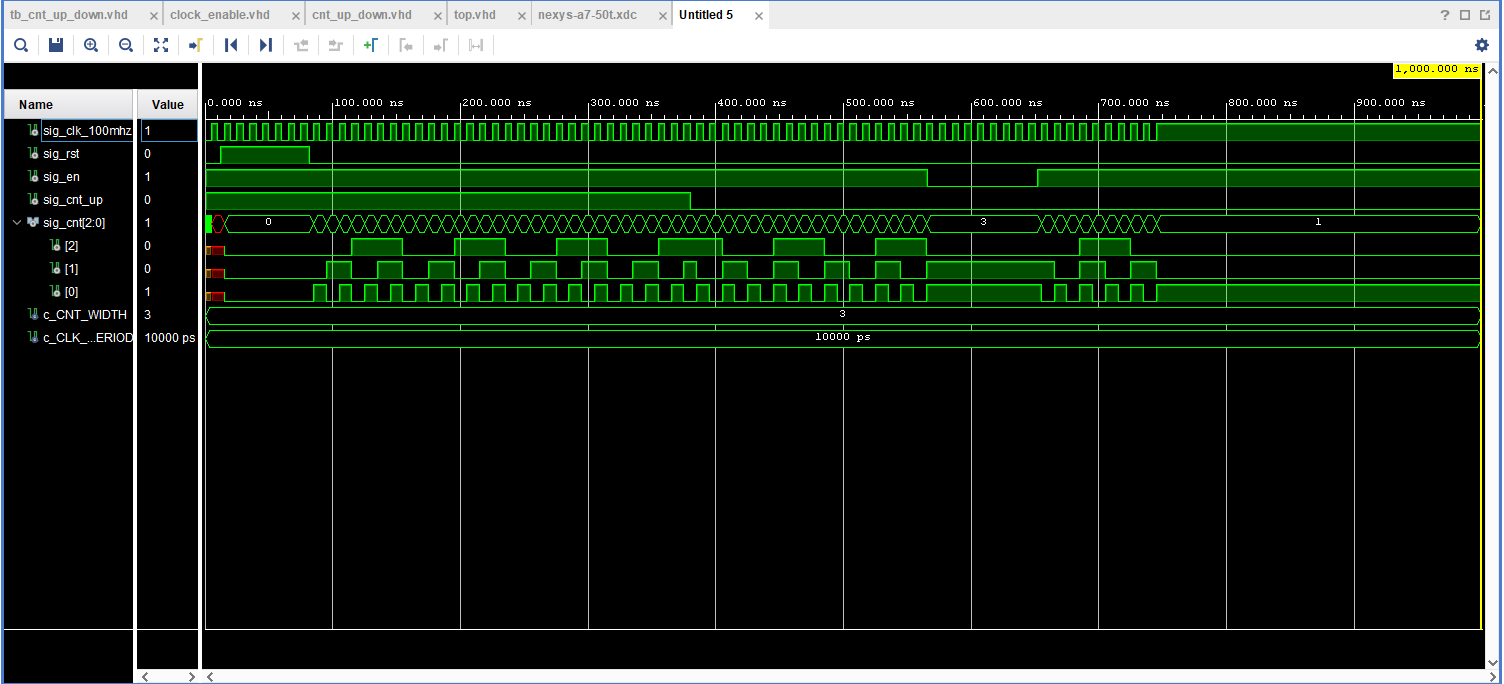 tb_cnt_up_down.vhd × clock_enable.vhd × cnt_up_down.vhd × top.vhd × nexys-a7-50t.xdc × Untitled 5 × ?
1,000.000 ns
Name Value 0.000 ns 100.000 ns 200.000 ns 300.000 ns 400.000 ns 500.000 ns 600.000 ns 700.000 ns 800.000 ns 900.000 ns
sig_clk_100mhz 1
sig_rst 0
sig_en 1
sig_cnt_up 0
sig_cnt[2:0] 1 0 3 1
[2] 0
[1] 0
[0] 1
c_CNT_WIDTH 3 3
c_CLK_...ERIOD 10000 ps 10000 ps